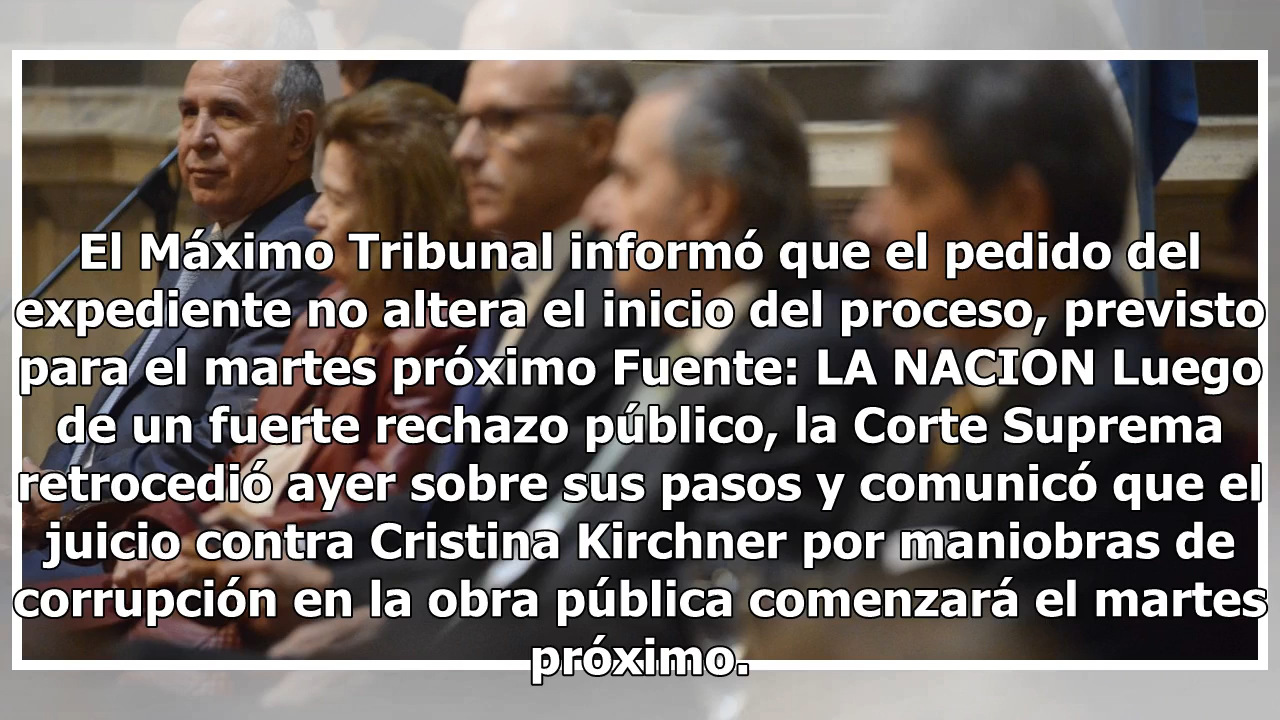 El Máximo Tribunal informó que el pedido del
expediente no altera el inicio del proceso, previsto
para el martes próximo Fuente: LA NACION Luego
de un fuerte rechazo público, la Corte Suprema
retrocedió ayer sobre sus pasos y comunicó que el
juicio contra Cristina Kirchner por maniobras de
corrupción en la obra pública comenzará el martes
próximo.